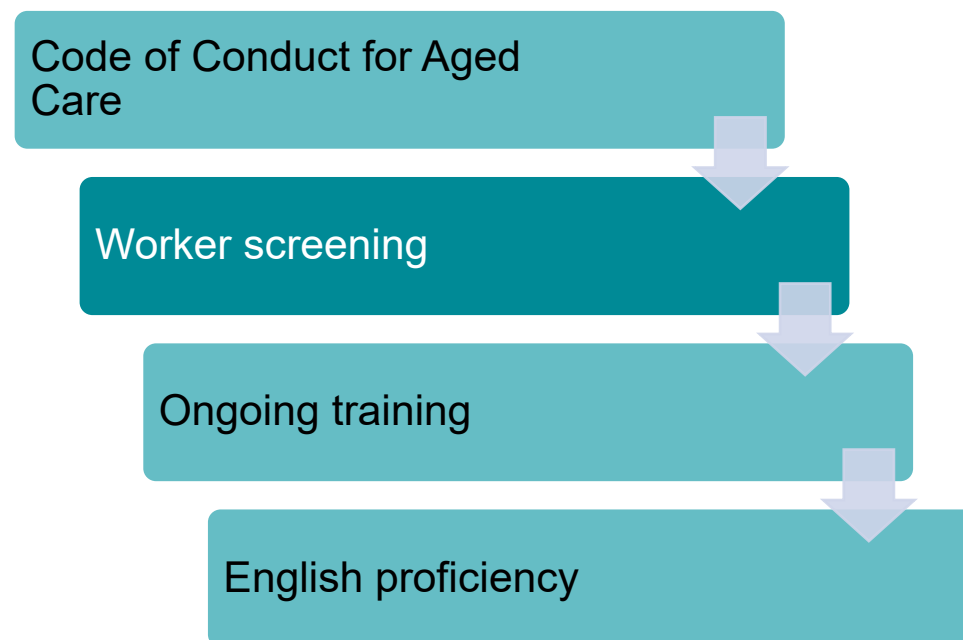 Code of Conduct for Aged
Care
Worker screening
Ongoing training
English proficiency